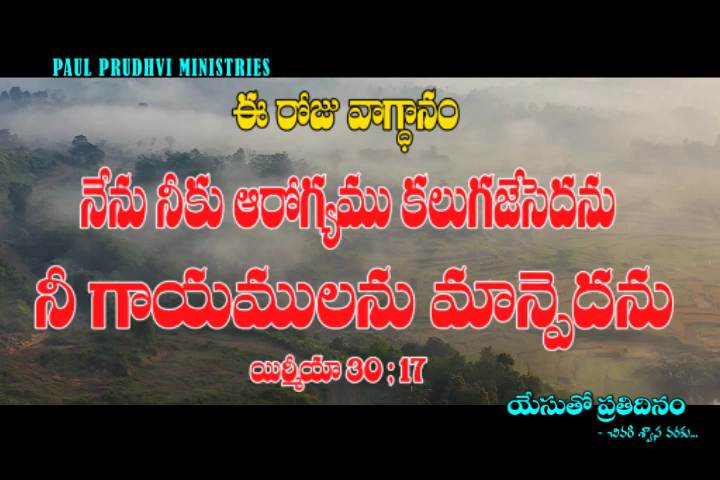 PAUL PRUDHVI MINISTRIES
ఈ రోజు వాగ్ధానం
నేను నీకు ఆరోగ్యము కలుగజేసెదను
నీ గాయములను మాన్పెదను
యిర్మీయా 30 ; 17
యేసుతో ప్రతిదినం
- చివరి శ్వాస వరకు...